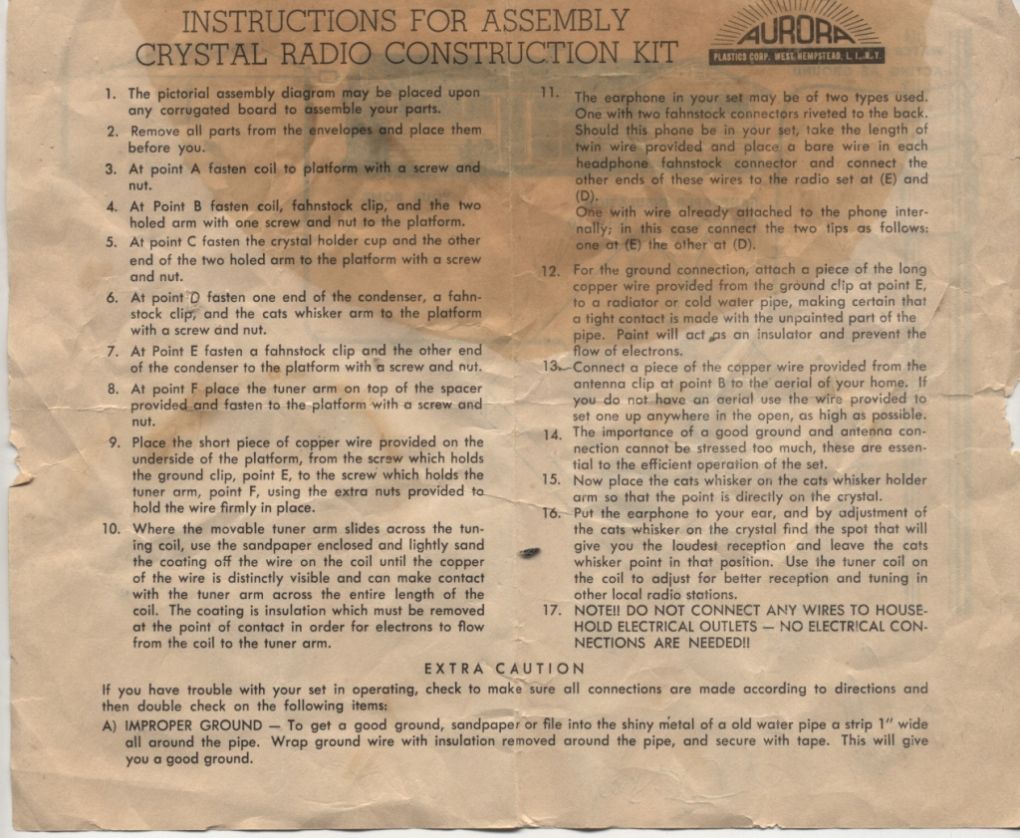 INSTRUCTIONS FOR ASSEMBLY
CRYSTAL RADIO CONSTRUCTION KIT
AURORA
PLASTICS CORP. WEST HEMPSTEAD, L. I., N. Y.
1. The pictorial assembly diagram may be placed upon
any corrugated board to assemble your parts.
2. Remove all parts from the envelopes and place them
before you.
3. At point A fasten coil to platform with a screw and
nut.
4. At Point B fasten coil, fahnstock clip, and the two
holed arm with one screw and nut to the platform.
5. At point C fasten the crystal holder cup and the other
end of the two holed arm to the platform with a screw
and nut.
6. At point D fasten one end of the condenser, a fahn-
stock clip, and the cats whisker arm to the platform
with a screw and nut.
7. At Point E fasten a fahnstock clip and the other end
of the condenser to the platform with a screw and nut.
8. At point F place the tuner arm on top of the spacer
provided and fasten to the platform with a screw and
nut.
9. Place the short piece of copper wire provided on the
underside of the platform, from the screw which holds
the ground clip, point E, to the screw which holds the
tuner arm, point F, using the extra nuts provided to
hold the wire firmly in place.
10. Where the movable tuner arm slides across the tun-
ing coil, use the sandpaper enclosed and lightly sand
the coating off the wire on the coil until the copper
of the wire is distinctly visible and can make contact
with the tuner arm across the entire length of the
coil. The coating is insulation which must be removed
at the point of contact in order for electrons to flow
from the coil to the tuner arm.
11. The earphone in your set may be of two types used.
One with two fahnstock connectors riveted to the back.
Should this phone be in your set, take the length of
twin wire provided and place a bare wire in each
headphone fahnstock connector and connect the
other ends of these wires to the radio set at (E) and
(D).
One with wire already attached to the phone inter-
nally; in this case connect the two tips as follows:
one at (E) the other at (D).
12. For the ground connection, attach a piece of the long
copper wire provided from the ground clip at point E,
to a radiator or cold water pipe, making certain that
a tight contact is made with the unpainted part of the
pipe. Paint will act as an insulator and prevent the
flow of electrons.
13. Connect a piece of the copper wire provided from the
antenna clip at point B to the aerial of your home. If
you do not have an aerial use the wire provided to
set one up anywhere in the open, as high as possible.
14. The importance of a good ground and antenna con-
nection cannot be stressed too much, these are essen-
tial to the efficient operation of the set.
15. Now place the cats whisker on the cats whisker holder
arm so that the point is directly on the crystal.
16. Put the earphone to your ear, and by adjustment of
the cats whisker on the crystal find the spot that will
give you the loudest reception and leave the cats
whisker point in that position. Use the tuner coil on
the coil to adjust for better reception and tuning in
other local radio stations.
17. NOTE!! DO NOT CONNECT ANY WIRES TO HOUSE-
HOLD ELECTRICAL OUTLETS — NO ELECTRICAL CON-
NECTIONS ARE NEEDED!!
EXTRA CAUTION
If you have trouble with your set in operating, check to make sure all connections are made according to directions and
then double check on the following items:
A) IMPROPER GROUND — To get a good ground, sandpaper or file into the shiny metal of a old water pipe a strip 1" wide
all around the pipe. Wrap ground wire with insulation removed around the pipe, and secure with tape. This will give
you a good ground.